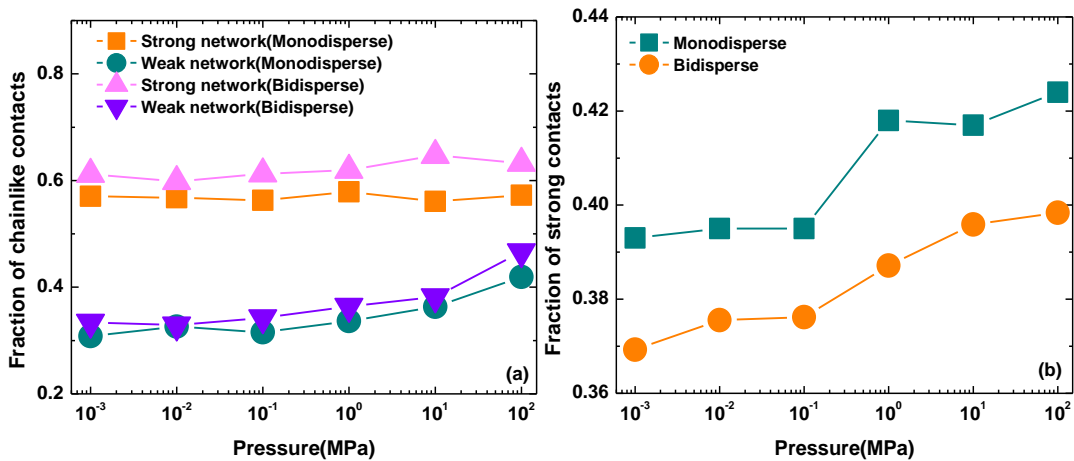 Fraction of chainlike contacts
0.8
0.6
0.4
0.2
Strong network(Monodisperse)
Weak network(Monodisperse)
Strong network(Bidisperse)
Weak network(Bidisperse)
(a)
10⁻³ 10⁻² 10⁻¹ 10⁰ 10¹ 10²
Pressure(MPa)
Fraction of strong contacts
0.44
0.42
0.40
0.38
0.36
Monodisperse
Bidisperse
(b)
10⁻³ 10⁻² 10⁻¹ 10⁰ 10¹ 10²
Pressure(MPa)